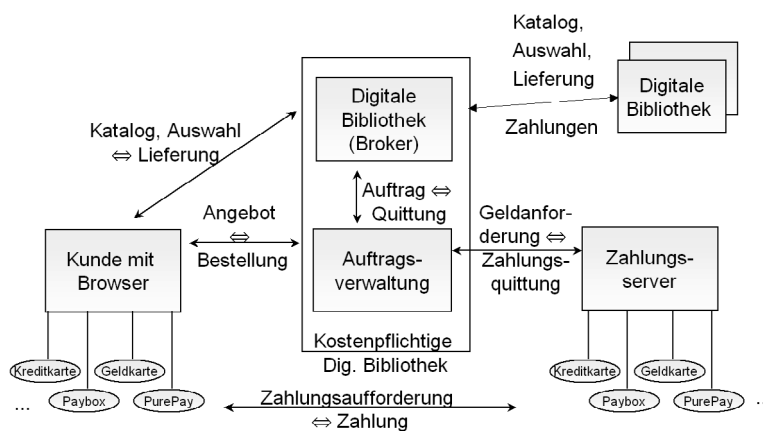 Katalog,
Auswahl,
Lieferung
Digitale
Bibliothek
Zahlungen
Digitale
Bibliothek
(Broker)
Katalog, Auswahl
⇔ Lieferung
Auftrag ⇔
Quittung
Angebot
⇔
Bestellung
Geldanfor-
derung ⇔
Zahlungs-
quittung
Kunde mit
Browser
Auftrags-
verwaltung
Zahlungs-
server
Kostenpflichtige
Dig. Bibliothek
Kreditkarte
Geldkarte
Paybox
PurePay
...
Kreditkarte
Geldkarte
Paybox
PurePay
.
Zahlungsaufforderung
⇔ Zahlung